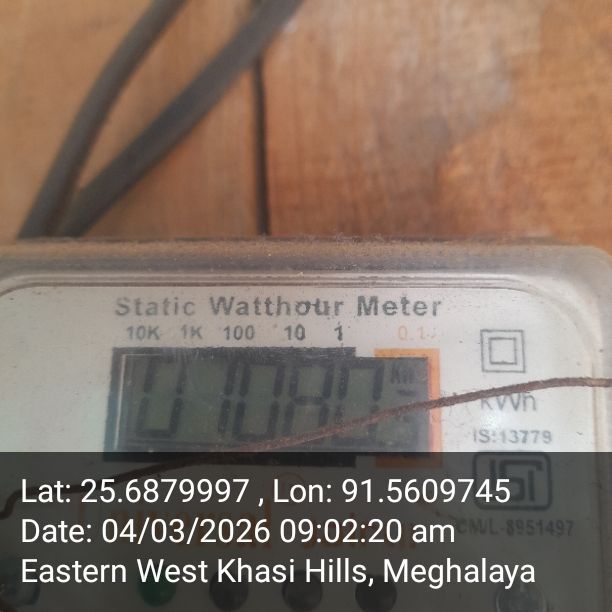 Static Watthour Meter
10K 1K 100 10 1 0.1
kWh
IS:13779
CM/L-8951497
Lat: 25.6879997 , Lon: 91.5609745
Date: 04/03/2026 09:02:20 am
Eastern West Khasi Hills, Meghalaya